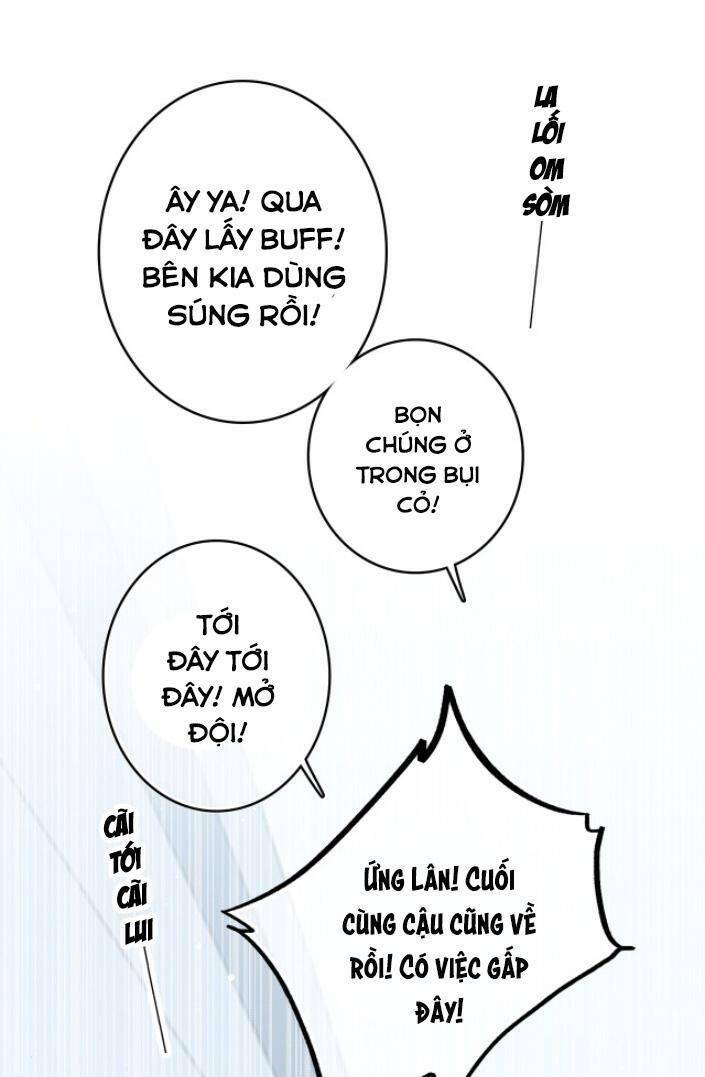 LA
LỐI
OM
SÒM
ÂY YA! QUA
ĐÂY LẤY BUFF!
BÊN KIA DÙNG
SÚNG RỒI!
BỌN
CHÚNG Ở
TRONG BỤI
CỎ!
TỚI
ĐÂY TỚI
ĐÂY! MỞ
ĐỘI!
CÃI
TỚI
CÃI
LUI
ỨNG LÂN! CUỐI
CÙNG CẬU CŨNG VỀ
RỒI! CÓ VIỆC GẤP
ĐÂY!